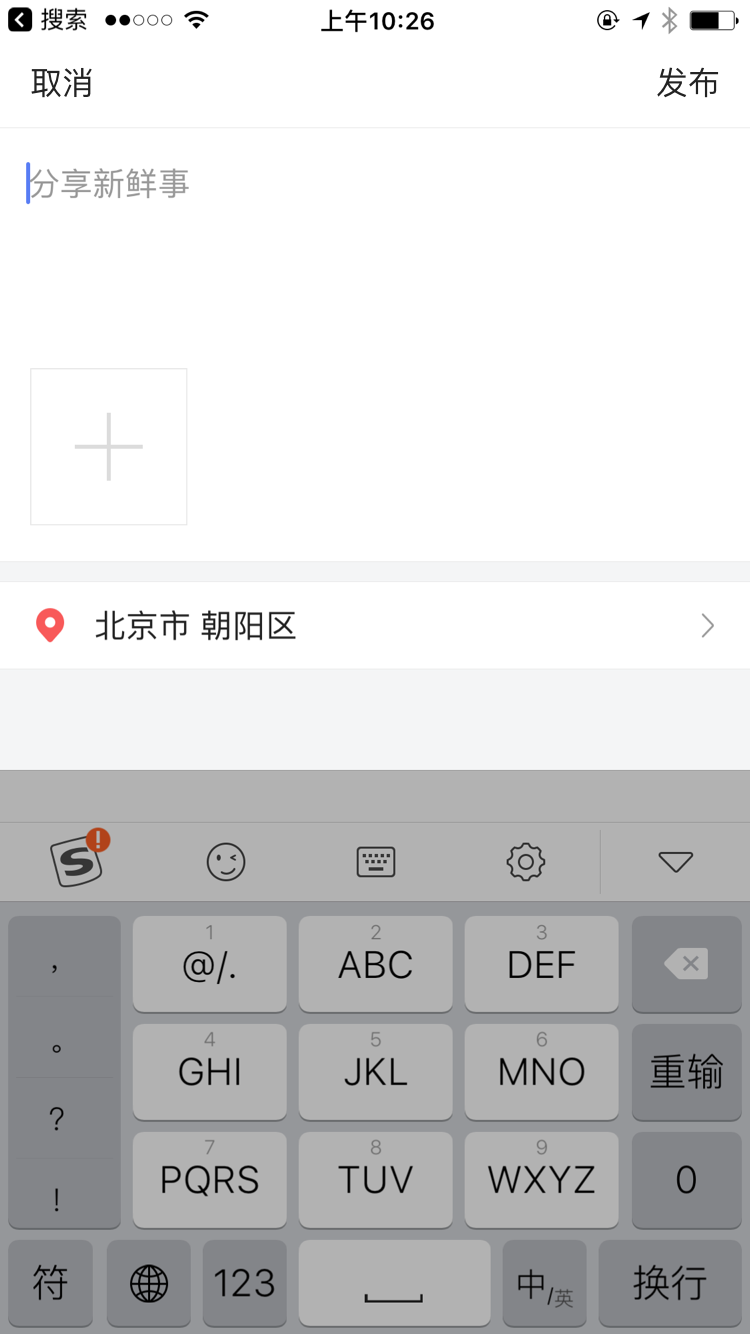 搜索 上午10:26
取消 发布
分享新鲜事
北京市 朝阳区
S !
, 1 @/. 2 ABC 3 DEF
。 4 GHI 5 JKL 6 MNO 重输
? 7 PQRS 8 TUV 9 WXYZ 0
!
符 123 中/英 换行